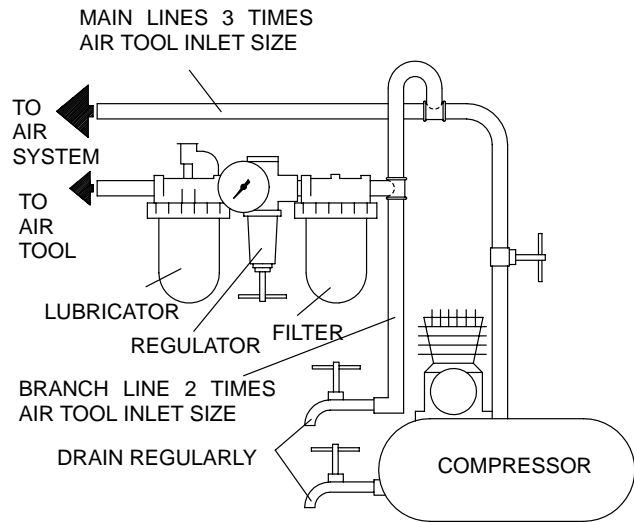 MAIN LINES 3 TIMES
AIR TOOL INLET SIZE
TO
AIR
SYSTEM
TO
AIR
TOOL
LUBRICATOR
REGULATOR
FILTER
BRANCH LINE 2 TIMES
AIR TOOL INLET SIZE
DRAIN REGULARLY
COMPRESSOR